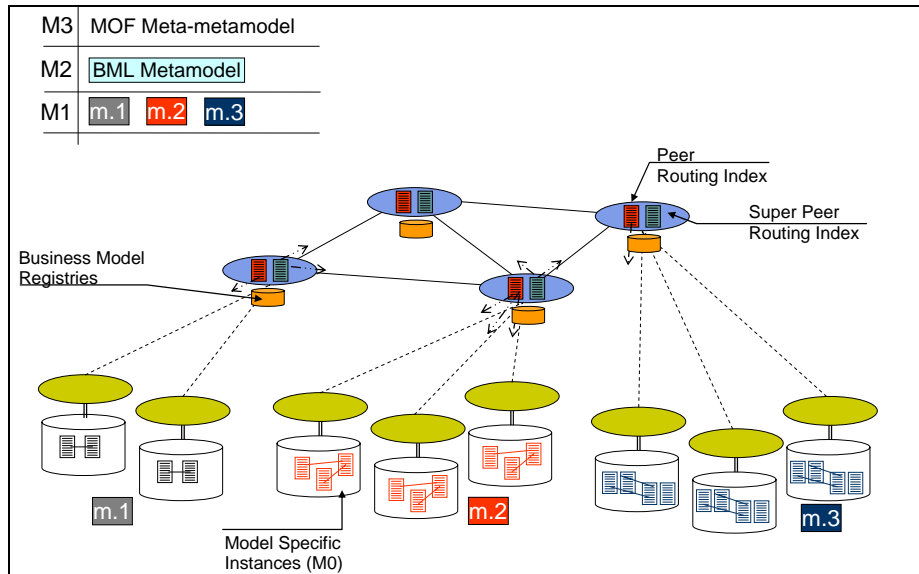 M3 MOF Meta-metamodel
M2 BML Metamodel
M1 m.1 m.2 m.3
Peer
Routing Index
Super Peer
Routing Index
Business Model
Registries
m.1
m.2
m.3
Model Specific
Instances (M0)